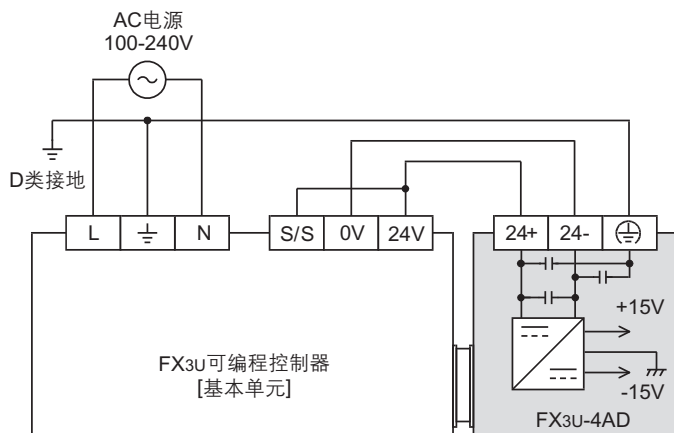 AC电源
100-240V
D类接地
L
N
S/S
0V
24V
24+
24-
+15V
-15V
FX3U可编程控制器
[基本单元]
FX3U-4AD